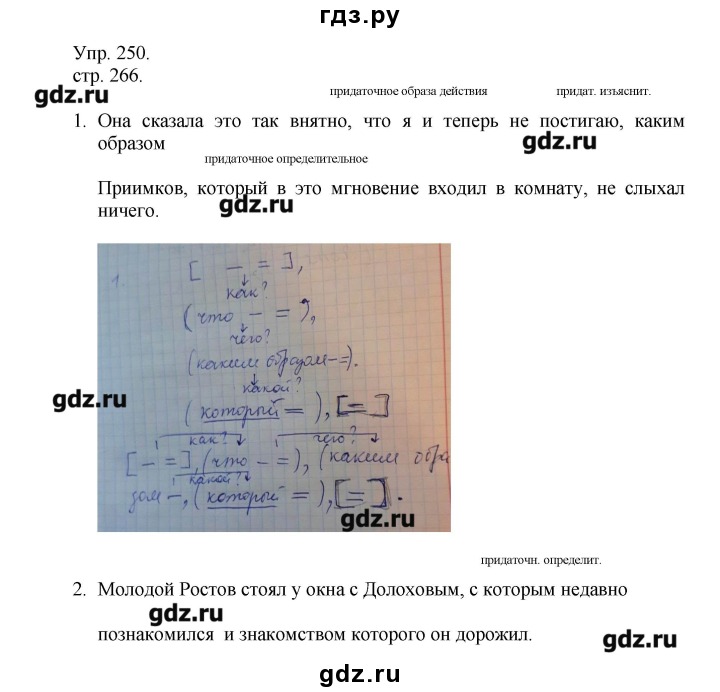 гдз.ру
Упр. 250.
стр. 266.
gdz.ru
придаточное образа действия придат. изъяснит.
1. Она сказала это так внятно, что я и теперь не постигаю, каким
образом
gdz.ru
придаточное определительное
Приимков, который в это мгновение входил в комнату, не слыхал
gdz.ru
ничего.
1. [ – = ],
как?
(что – = ),
чего?
(каким образом – =).
какой?
gdz.ru
(который = ), [ = ]
как? чего?
[ – = ], (что – = ), (каким обра
какой?
зом –, (который = ), [ = ].
gdz.ru
придаточн. определит.
2. Молодой Ростов стоял у окна с Долоховым, с которым недавно
gdz.ru
познакомился и знакомством которого он дорожил.
gdz.ru
gdz.ru